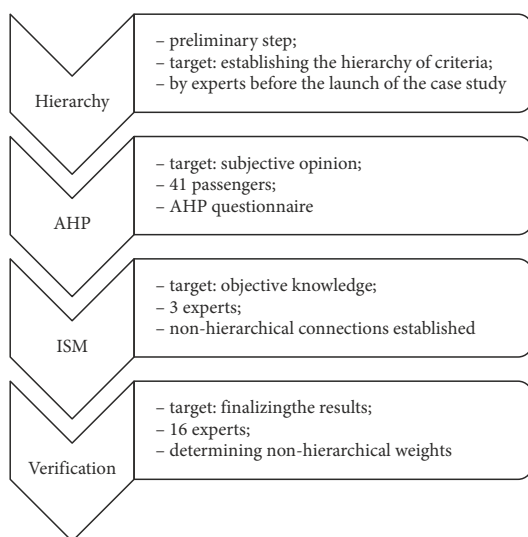 – preliminary step;
– target: establishing the hierarchy of criteria;
– by experts before the launch of the case study
Hierarchy
– target: subjective opinion;
– 41 passengers;
– AHP questionnaire
AHP
– target: objective knowledge;
– 3 experts;
– non-hierarchical connections established
ISM
– target: finalizingthe results;
– 16 experts;
– determining non-hierarchical weights
Verification